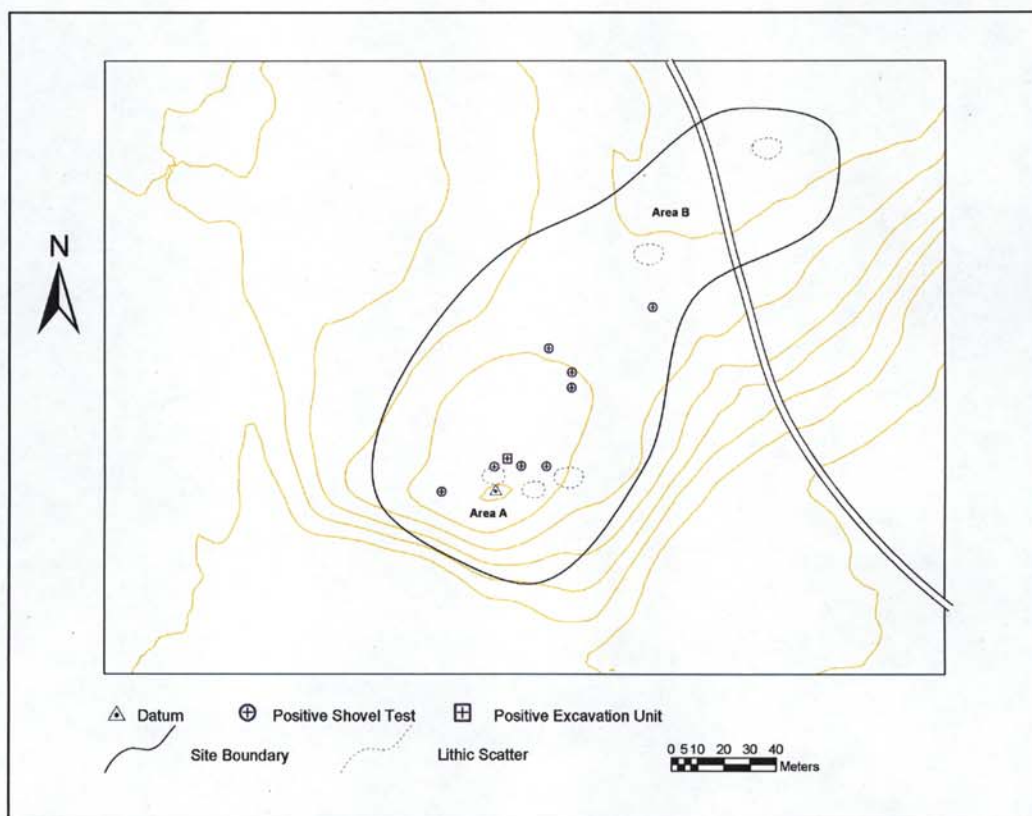 N
Area B
Area A
Datum
Positive Shovel Test
Positive Excavation Unit
Site Boundary
Lithic Scatter
0 5 10 20 30 40
Meters